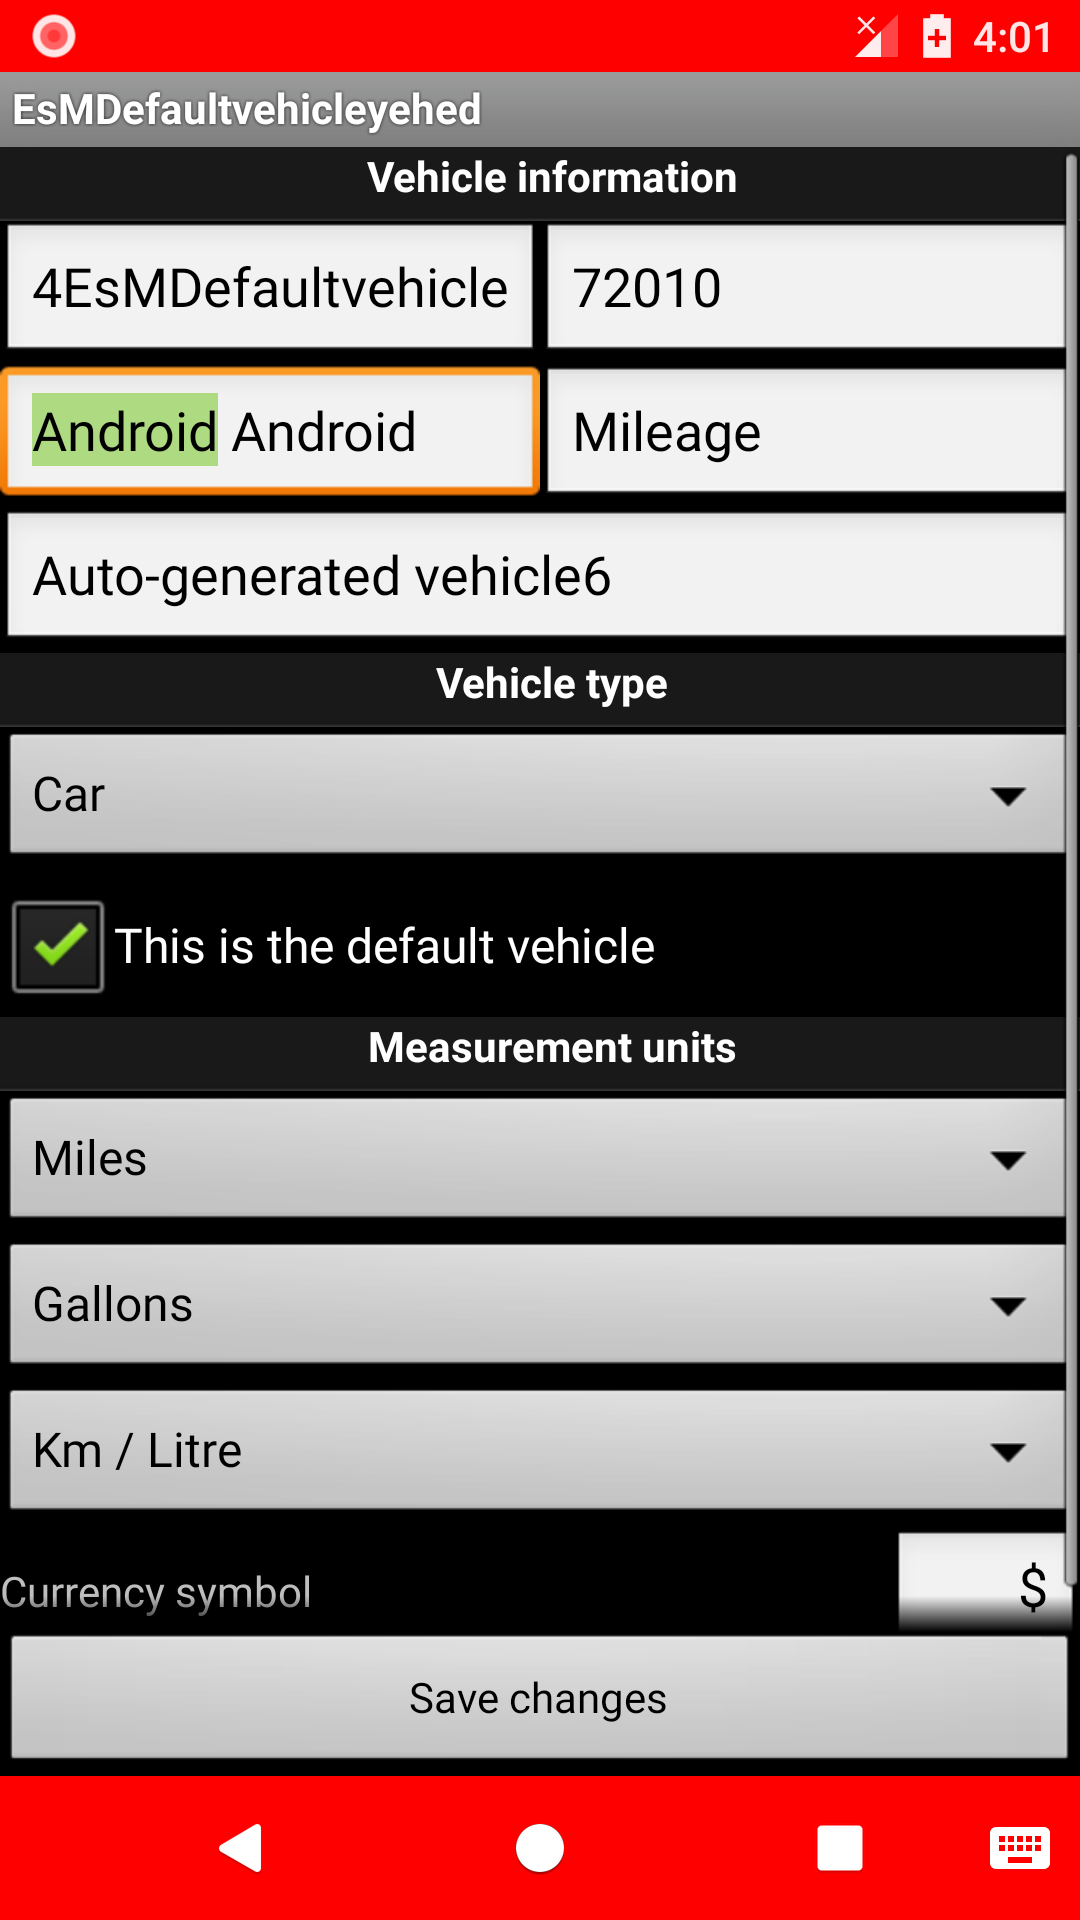 4:01
EsMDefaultvehicleyehed
Vehicle information
4EsMDefaultvehicle
72010
Android Android
Mileage
Auto-generated vehicle6
Vehicle type
Car
This is the default vehicle
Measurement units
Miles
Gallons
Km / Litre
Currency symbol
$
Save changes